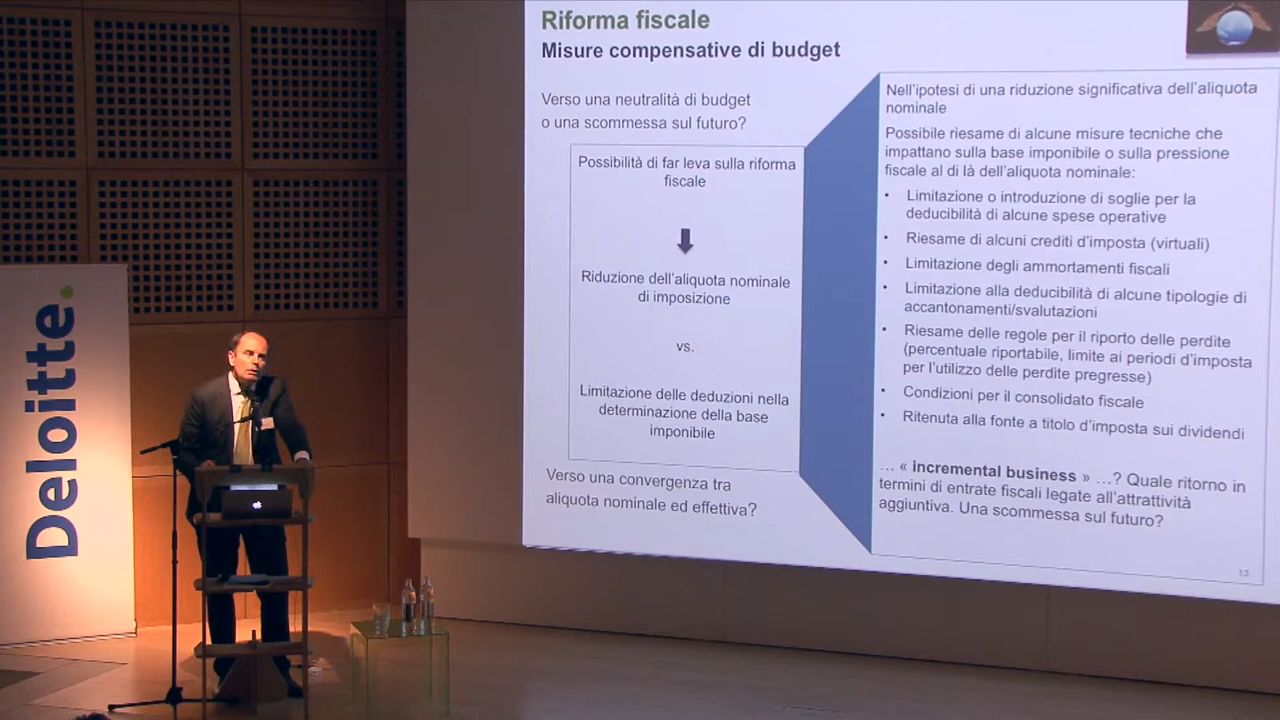 Deloitte.
Riforma fiscale
Misure compensative di budget
Verso una neutralità di budget
o una scommessa sul futuro?
Possibilità di far leva sulla riforma
fiscale
Riduzione dell'aliquota nominale
di imposizione
vs.
Limitazione delle deduzioni nella
determinazione della base
imponibile
Verso una convergenza tra
aliquota nominale ed effettiva?
Nell'ipotesi di una riduzione significativa dell'aliquota
nominale
Possibile riesame di alcune misure tecniche che
impattano sulla base imponibile o sulla pressione
fiscale al di là dell'aliquota nominale:
• Limitazione o introduzione di soglie per la
deducibilità di alcune spese operative
• Riesame di alcuni crediti d'imposta (virtuali)
• Limitazione degli ammortamenti fiscali
• Limitazione alla deducibilità di alcune tipologie di
accantonamenti/svalutazioni
• Riesame delle regole per il riporto delle perdite
(percentuale riportabile, limite ai periodi d'imposta
per l'utilizzo delle perdite pregresse)
• Condizioni per il consolidato fiscale
• Ritenuta alla fonte a titolo d'imposta sui dividendi
… « incremental business » …? Quale ritorno in
termini di entrate fiscali legate all'attrattività
aggiuntiva. Una scommessa sul futuro?
13